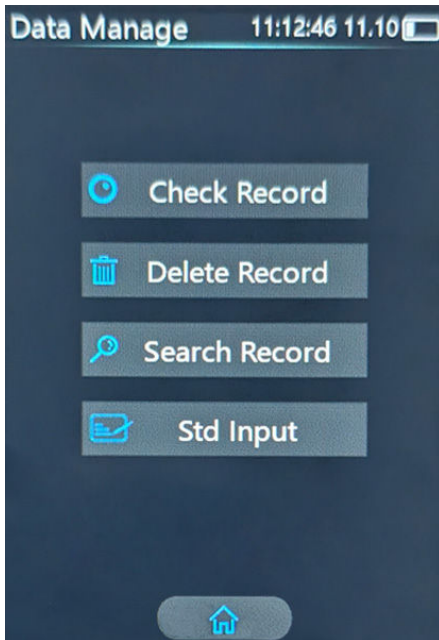 Data Manage 11:12:46 11.10
Check Record
Delete Record
Search Record
Std Input